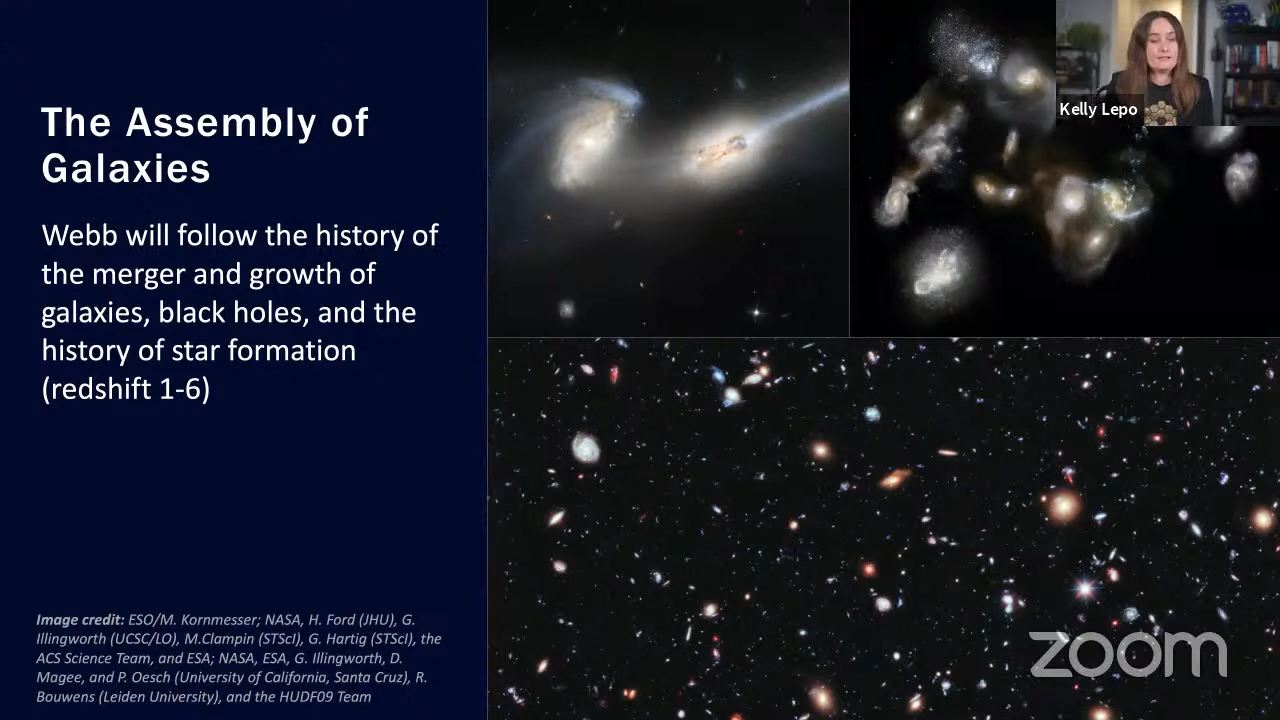 The Assembly of
Galaxies
Webb will follow the history of
the merger and growth of
galaxies, black holes, and the
history of star formation
(redshift 1-6)
Image credit: ESO/M. Kornmesser; NASA, H. Ford (JHU), G.
Illingworth (UCSC/LO), M.Clampin (STScI), G. Hartig (STScI), the
ACS Science Team, and ESA; NASA, ESA, G. Illingworth, D.
Magee, and P. Oesch (University of California, Santa Cruz), R.
Bouwens (Leiden University), and the HUDF09 Team
Kelly Lepo
zoom